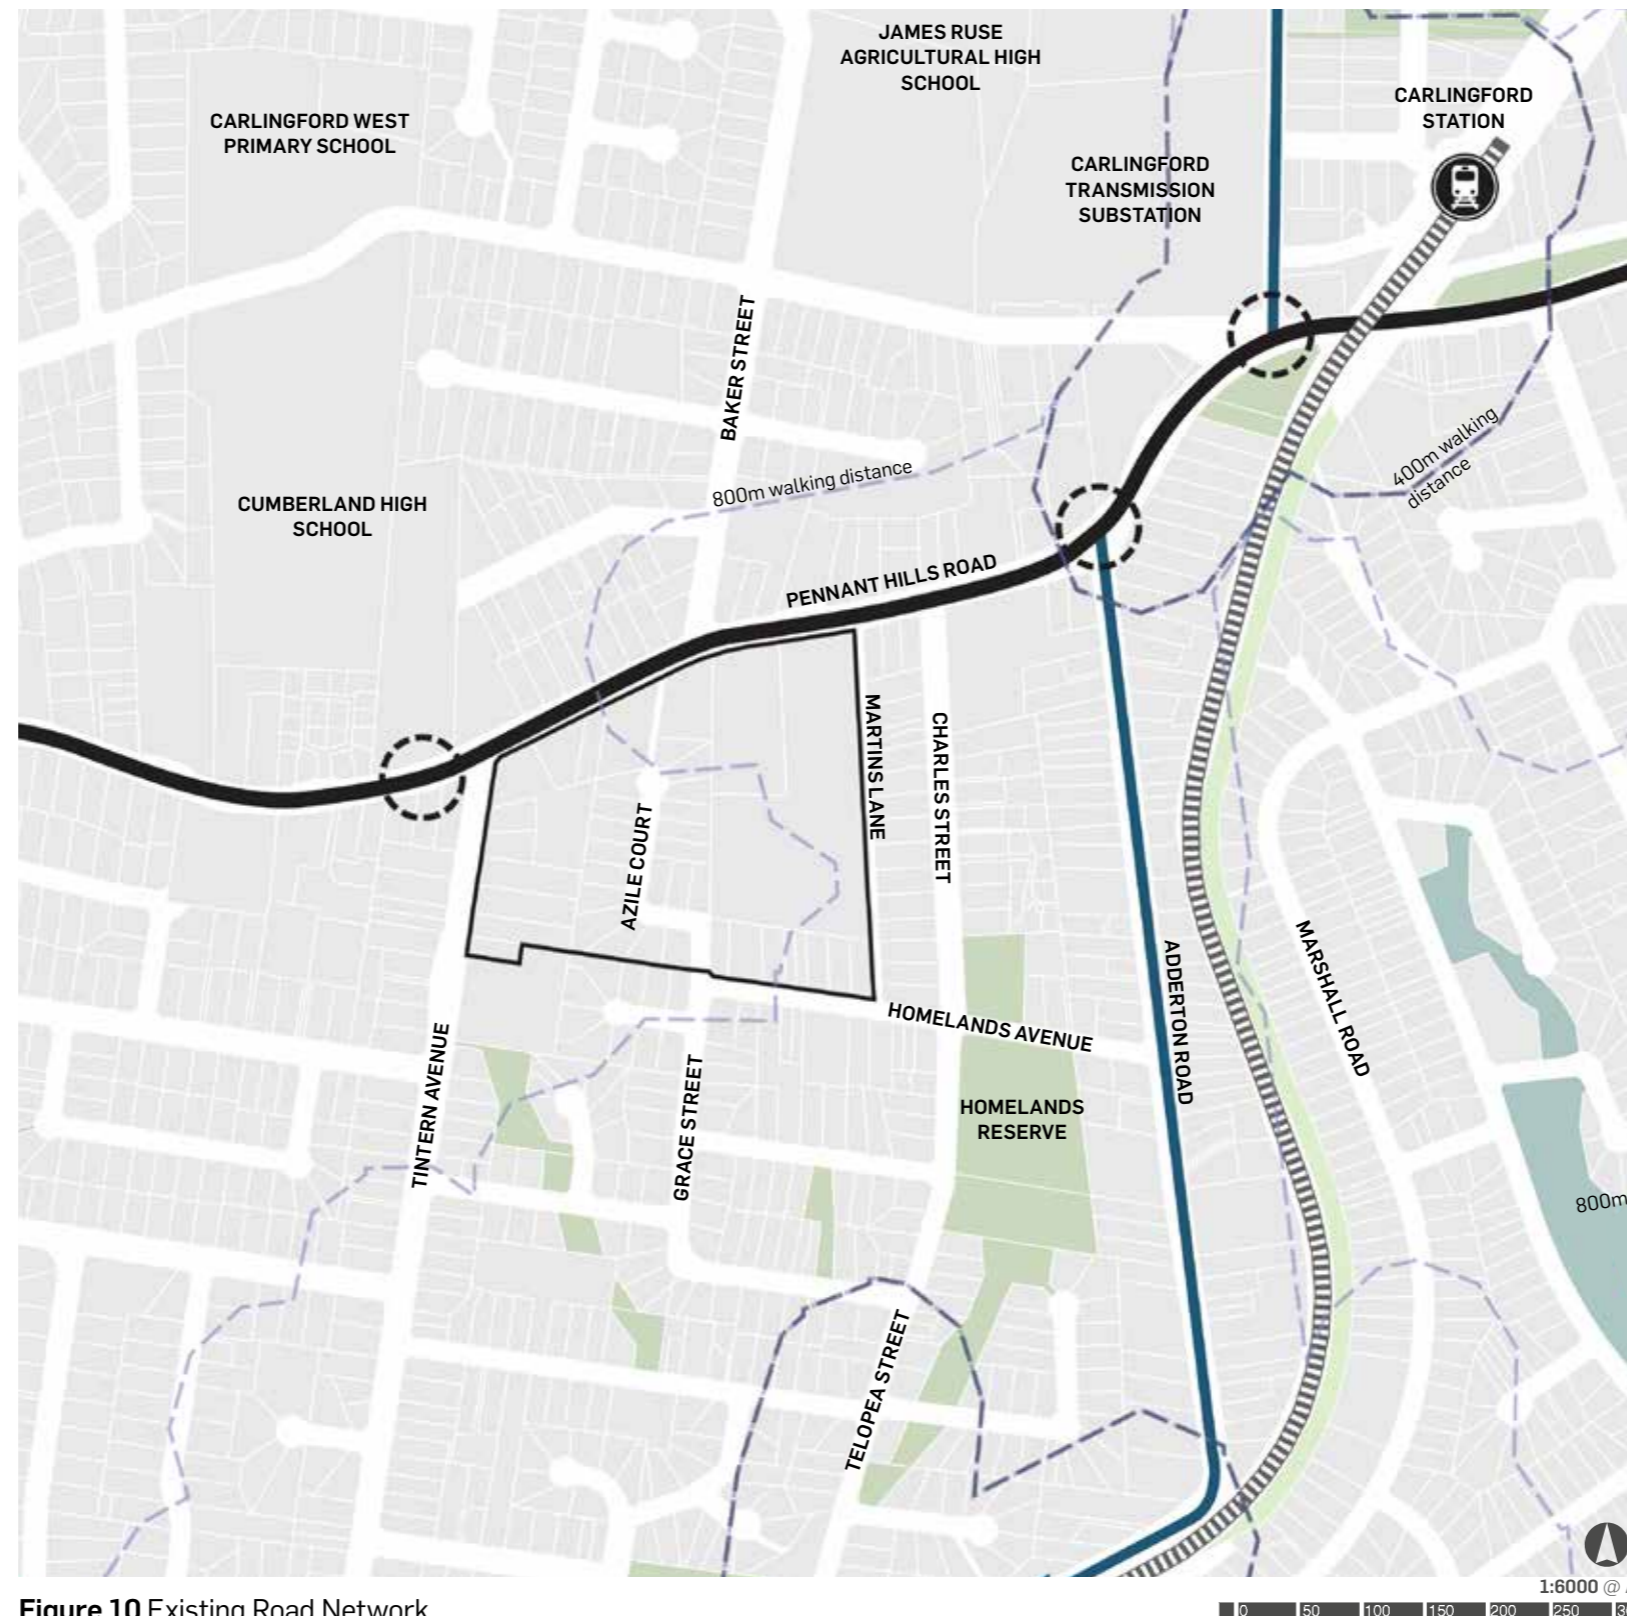 JAMES RUSE
AGRICULTURAL HIGH
SCHOOL
CARLINGFORD
STATION
CARLINGFORD WEST
PRIMARY SCHOOL
CARLINGFORD
TRANSMISSION
SUBSTATION
BAKER STREET
400m walking
distance
800m walking distance
CUMBERLAND HIGH
SCHOOL
PENNANT HILLS ROAD
MARTINS LANE
CHARLES STREET
AZILE COURT
ADDERTON ROAD
MARSHALL ROAD
HOMELANDS AVENUE
TINTERN AVENUE
GRACE STREET
HOMELANDS
RESERVE
800m
TELOPEA STREET
1:6000 @
Figure 10 Existing Road Network
0 50 100 150 200 250